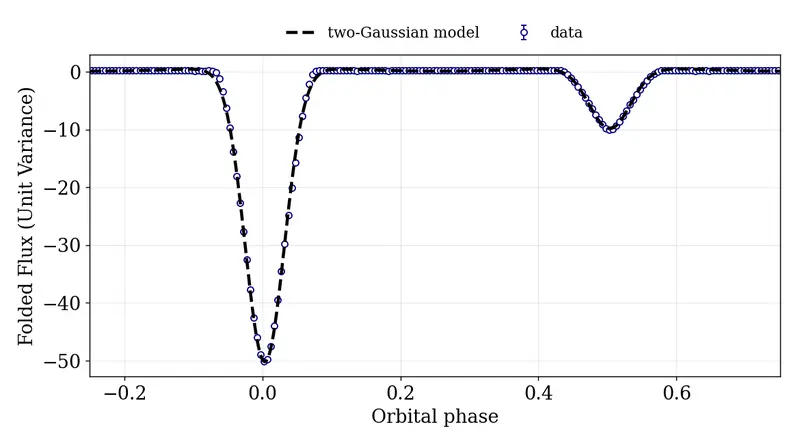 two-Gaussian model data
0
−10
−20
−30
−40
−50
Folded Flux (Unit Variance)
−0.2 0.0 0.2 0.4 0.6
Orbital phase